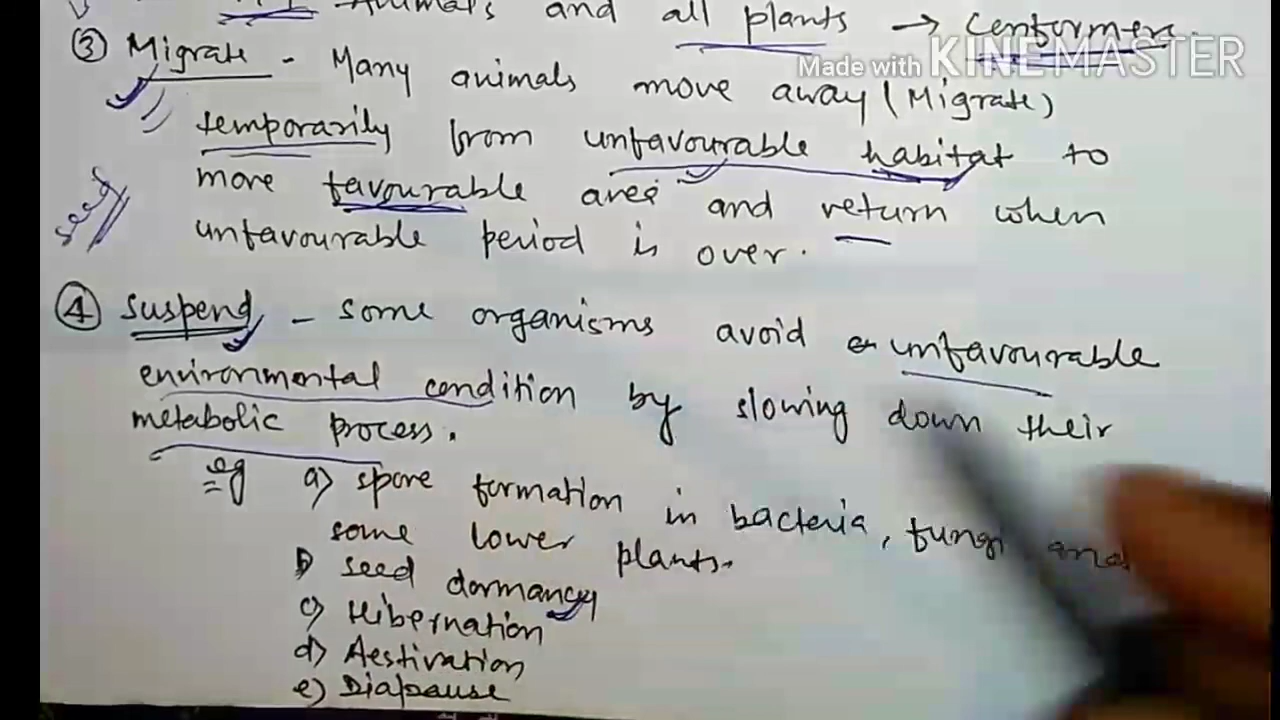 Animals and all plants → Conformers.
Made with KINEMASTER
③ Migrate - Many animals move away (Migrate)
temporarily from unfavourable habitat to
more favourable area and return when
unfavourable period is over.
④ Suspend - some organisms avoid unfavourable
environmental condition by slowing down their
metabolic process.
eg a) spore formation in bacteria, fungi and
some lower plants.
b) seed dormancy
c) Hibernation
d) Aestivation
e) Diapause